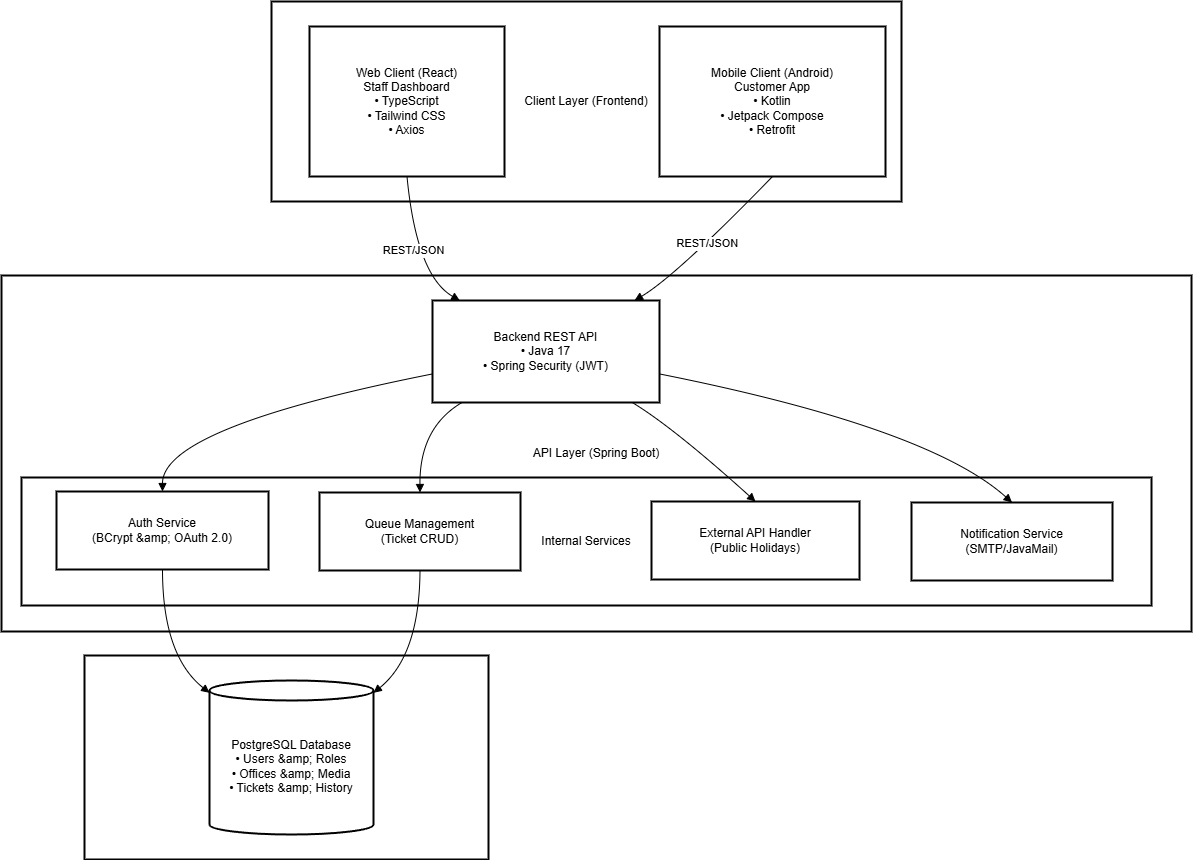 Web Client (React)
Staff Dashboard
• TypeScript
• Tailwind CSS
• Axios
Client Layer (Frontend)
Mobile Client (Android)
Customer App
• Kotlin
• Jetpack Compose
• Retrofit
REST/JSON
REST/JSON
Backend REST API
• Java 17
• Spring Security (JWT)
API Layer (Spring Boot)
Auth Service
(BCrypt &amp; OAuth 2.0)
Queue Management
(Ticket CRUD)
Internal Services
External API Handler
(Public Holidays)
Notification Service
(SMTP/JavaMail)
PostgreSQL Database
• Users &amp; Roles
• Offices &amp; Media
• Tickets &amp; History